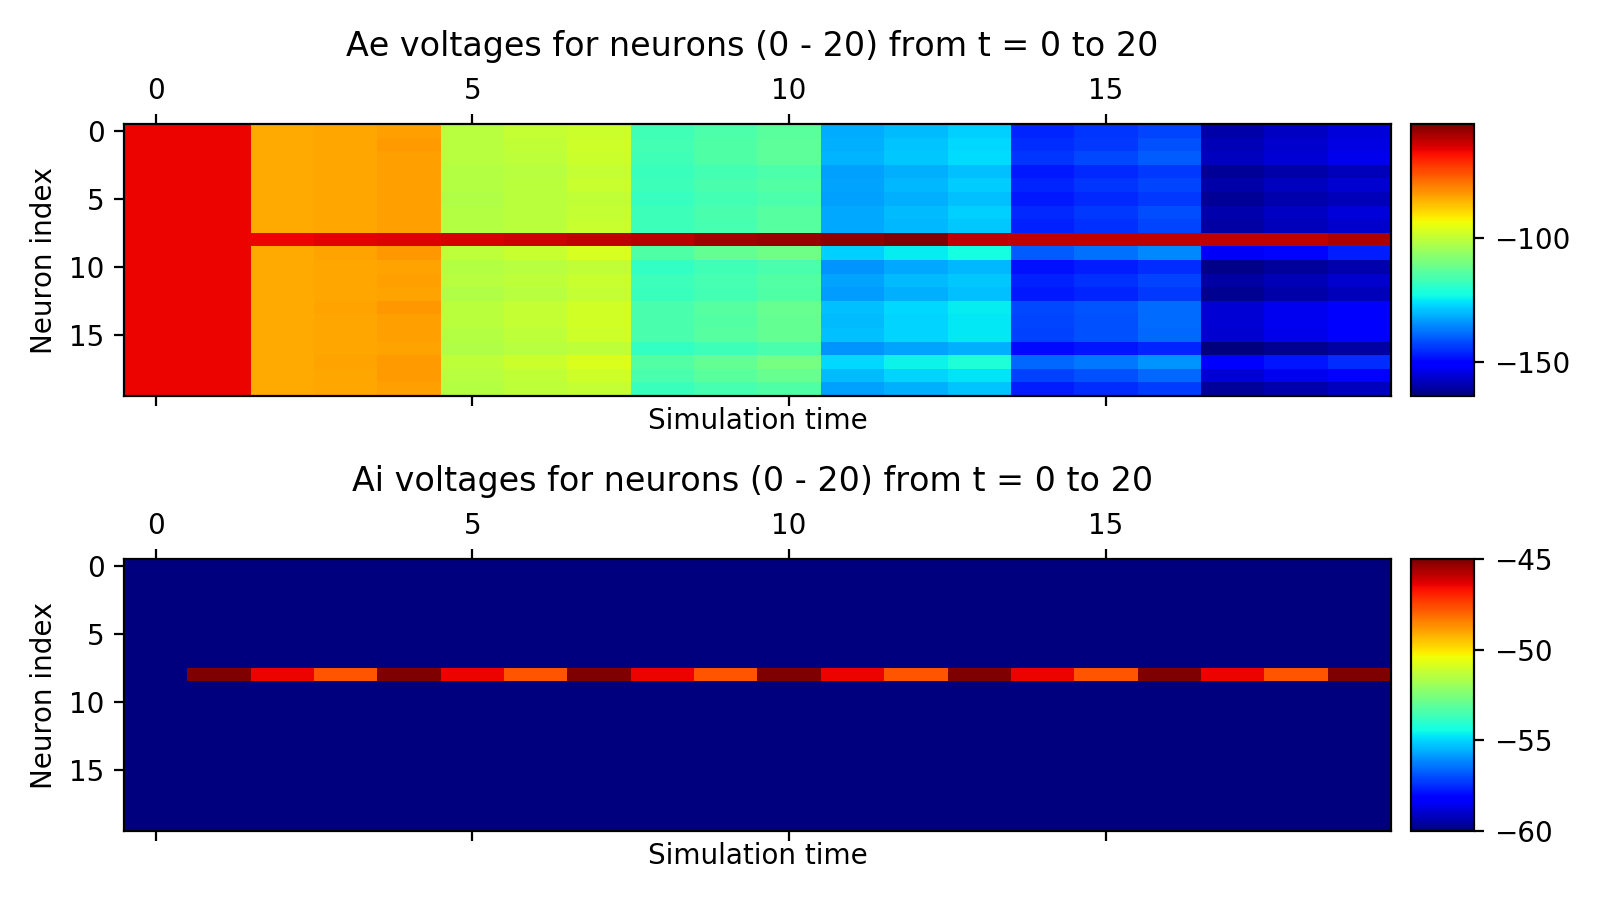 Ae voltages for neurons (0 - 20) from t = 0 to 20
0 5 10 15
Neuron index
0
5
10
15
Simulation time
−100
−150
Ai voltages for neurons (0 - 20) from t = 0 to 20
0 5 10 15
Neuron index
0
5
10
15
Simulation time
−45
−50
−55
−60